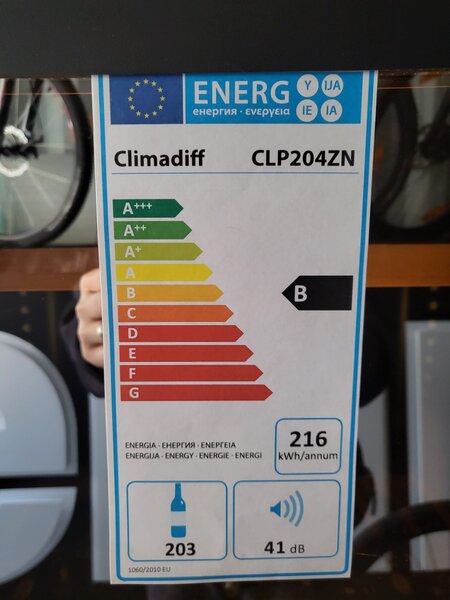 ENERG Y IJA
енергия · ενεργεια IE IA
Climadiff CLP204ZN
A+++
A++
A+
A
B B
C
D
E
F
G
ENERGIA · ЕНЕРГИЯ · ΕΝΕΡΓΕΙΑ
ENERGIJA · ENERGY · ENERGIE · ENERGI
216
kWh/annum
203 41 dB
1060/2010 EU